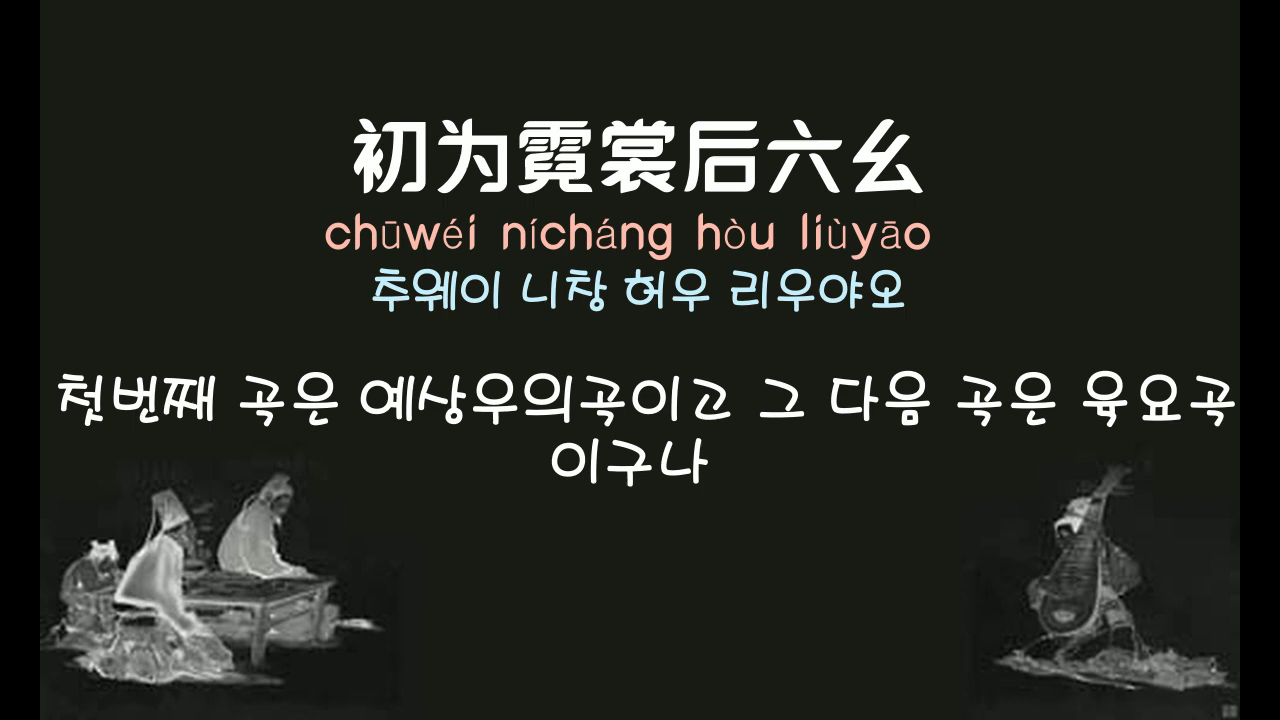 初为霓裳后六幺
chūwéi nícháng hòu liùyāo
추웨이 니창 허우 리우야오
첫번째 곡은 예상우의곡이고 그 다음 곡은 육요곡
이구나